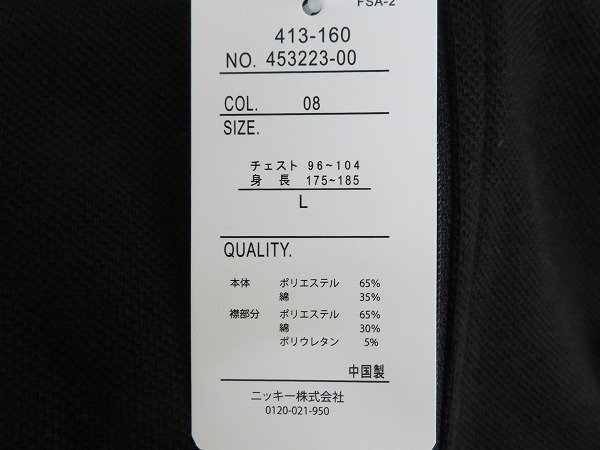 FSA-2
413-160
NO. 453223-00
COL. 08
SIZE.
チェスト 96~104
身 長 175~185
L
QUALITY.
本体 ポリエステル 65%
綿 35%
襟部分 ポリエステル 65%
綿 30%
ポリウレタン 5%
中国製
ニッキー株式会社
0120-021-950